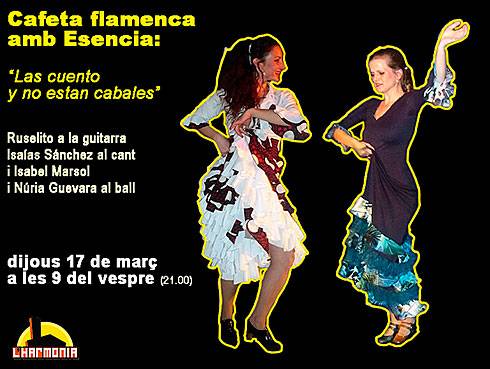 Cafeta flamenca
amb Esencia:
“Las cuento
y no estan cabales”
Ruselito a la guitarra
Isaías Sánchez al cant
i Isabel Marsol
i Núria Guevara al ball
dijous 17 de març
a les 9 del vespre (21.00)
L'HARMONIA